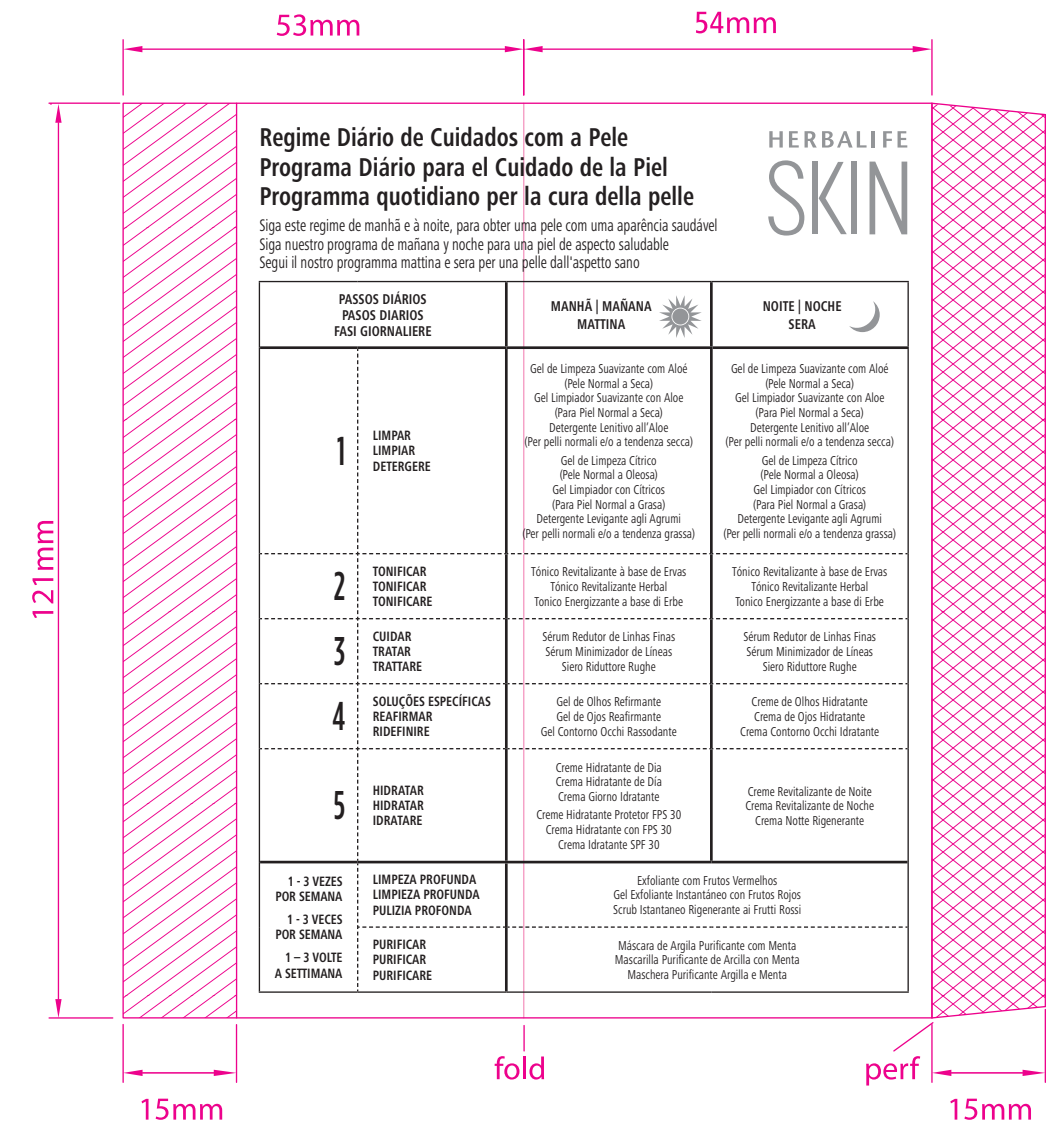 53mm
54mm
Regime Diário de Cuidados com a Pele
Programa Diário para el Cuidado de la Piel
Programma quotidiano per la cura della pelle
HERBALIFE
SKIN
Siga este regime de manhã e à noite, para obter uma pele com uma aparência saudável
Siga nuestro programa de mañana y noche para una piel de aspecto saludable
Segui il nostro programma mattina e sera per una pelle dall'aspetto sano
PASSOS DIÁRIOS
PASOS DIARIOS
FASI GIORNALIERE
MANHÃ | MAÑANA
MATTINA
NOITE | NOCHE
SERA
1
LIMPAR
LIMPIAR
DETERGERE
Gel de Limpeza Suavizante com Aloé
(Pele Normal a Seca)
Gel Limpiador Suavizante con Aloe
(Para Piel Normal a Seca)
Detergente Lenitivo all'Aloe
(Per pelli normali e/o a tendenza secca)
Gel de Limpeza Cítrico
(Pele Normal a Oleosa)
Gel Limpiador con Cítricos
(Para Piel Normal a Grasa)
Detergente Levigante agli Agrumi
(Per pelli normali e/o a tendenza grassa)
Gel de Limpeza Suavizante com Aloé
(Pele Normal a Seca)
Gel Limpiador Suavizante con Aloe
(Para Piel Normal a Seca)
Detergente Lenitivo all'Aloe
(Per pelli normali e/o a tendenza secca)
Gel de Limpeza Cítrico
(Pele Normal a Oleosa)
Gel Limpiador con Cítricos
(Para Piel Normal a Grasa)
Detergente Levigante agli Agrumi
(Per pelli normali e/o a tendenza grassa)
2
TONIFICAR
TONIFICAR
TONIFICARE
Tónico Revitalizante à base de Ervas
Tónico Revitalizante Herbal
Tonico Energizzante a base di Erbe
Tónico Revitalizante à base de Ervas
Tónico Revitalizante Herbal
Tonico Energizzante a base di Erbe
3
CUIDAR
TRATAR
TRATTARE
Sérum Redutor de Linhas Finas
Sérum Minimizador de Líneas
Siero Riduttore Rughe
Sérum Redutor de Linhas Finas
Sérum Minimizador de Líneas
Siero Riduttore Rughe
4
SOLUÇÕES ESPECÍFICAS
REAFIRMAR
RIDEFINIRE
Gel de Olhos Refirmante
Gel de Ojos Reafirmante
Gel Contorno Occhi Rassodante
Creme de Olhos Hidratante
Crema de Ojos Hidratante
Crema Contorno Occhi Idratante
5
HIDRATAR
HIDRATAR
IDRATARE
Creme Hidratante de Dia
Crema Hidratante de Día
Crema Giorno Idratante
Creme Hidratante Protetor FPS 30
Crema Hidratante con FPS 30
Crema Idratante SPF 30
Creme Revitalizante de Noite
Crema Revitalizante de Noche
Crema Notte Rigenerante
1 - 3 VEZES
POR SEMANA
1 - 3 VECES
POR SEMANA
1 – 3 VOLTE
A SETTIMANA
LIMPEZA PROFUNDA
LIMPIEZA PROFUNDA
PULIZIA PROFONDA
Exfoliante com Frutos Vermelhos
Gel Exfoliante Instantáneo con Frutos Rojos
Scrub Istantaneo Rigenerante ai Frutti Rossi
PURIFICAR
PURIFICAR
PURIFICARE
Máscara de Argila Purificante com Menta
Mascarilla Purificante de Arcilla con Menta
Maschera Purificante Argilla e Menta
121mm
fold
perf
15mm
15mm